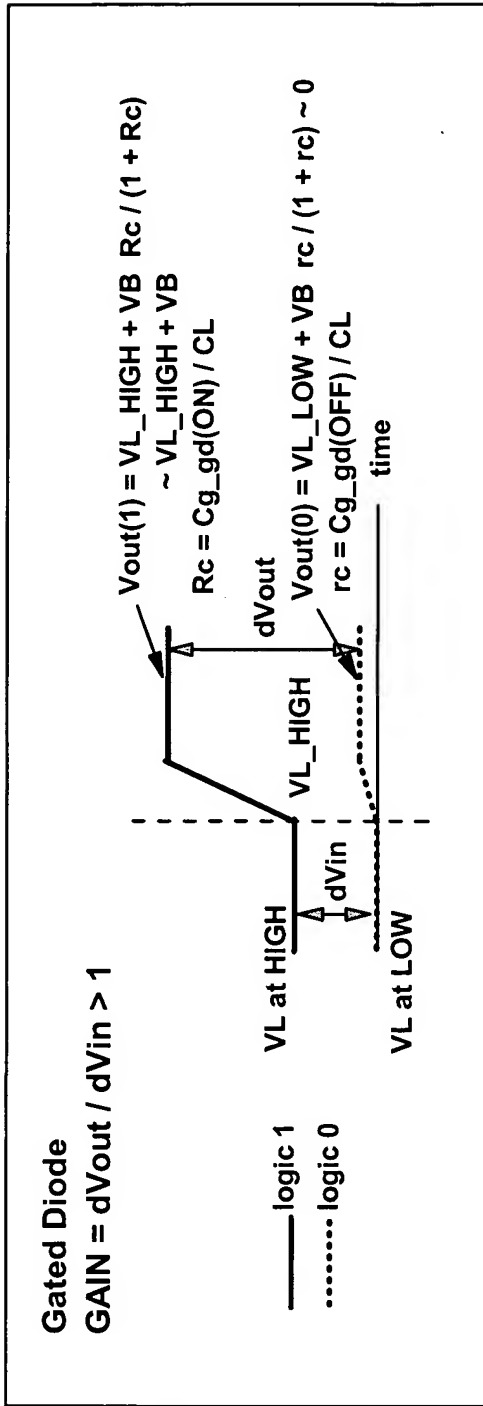 Gated Diode
GAIN = dVout / dVin > 1
logic 1
logic 0
VL at HIGH
dVin
VL at LOW
VL_HIGH
dVout
time
Vout(1) = VL_HIGH + VB Rc / (1 + Rc)
~ VL_HIGH + VB
Rc = Cg_gd(ON) / CL
Vout(0) = VL_LOW + VB rc / (1 + rc) ~ 0
rc = Cg_gd(OFF) / CL